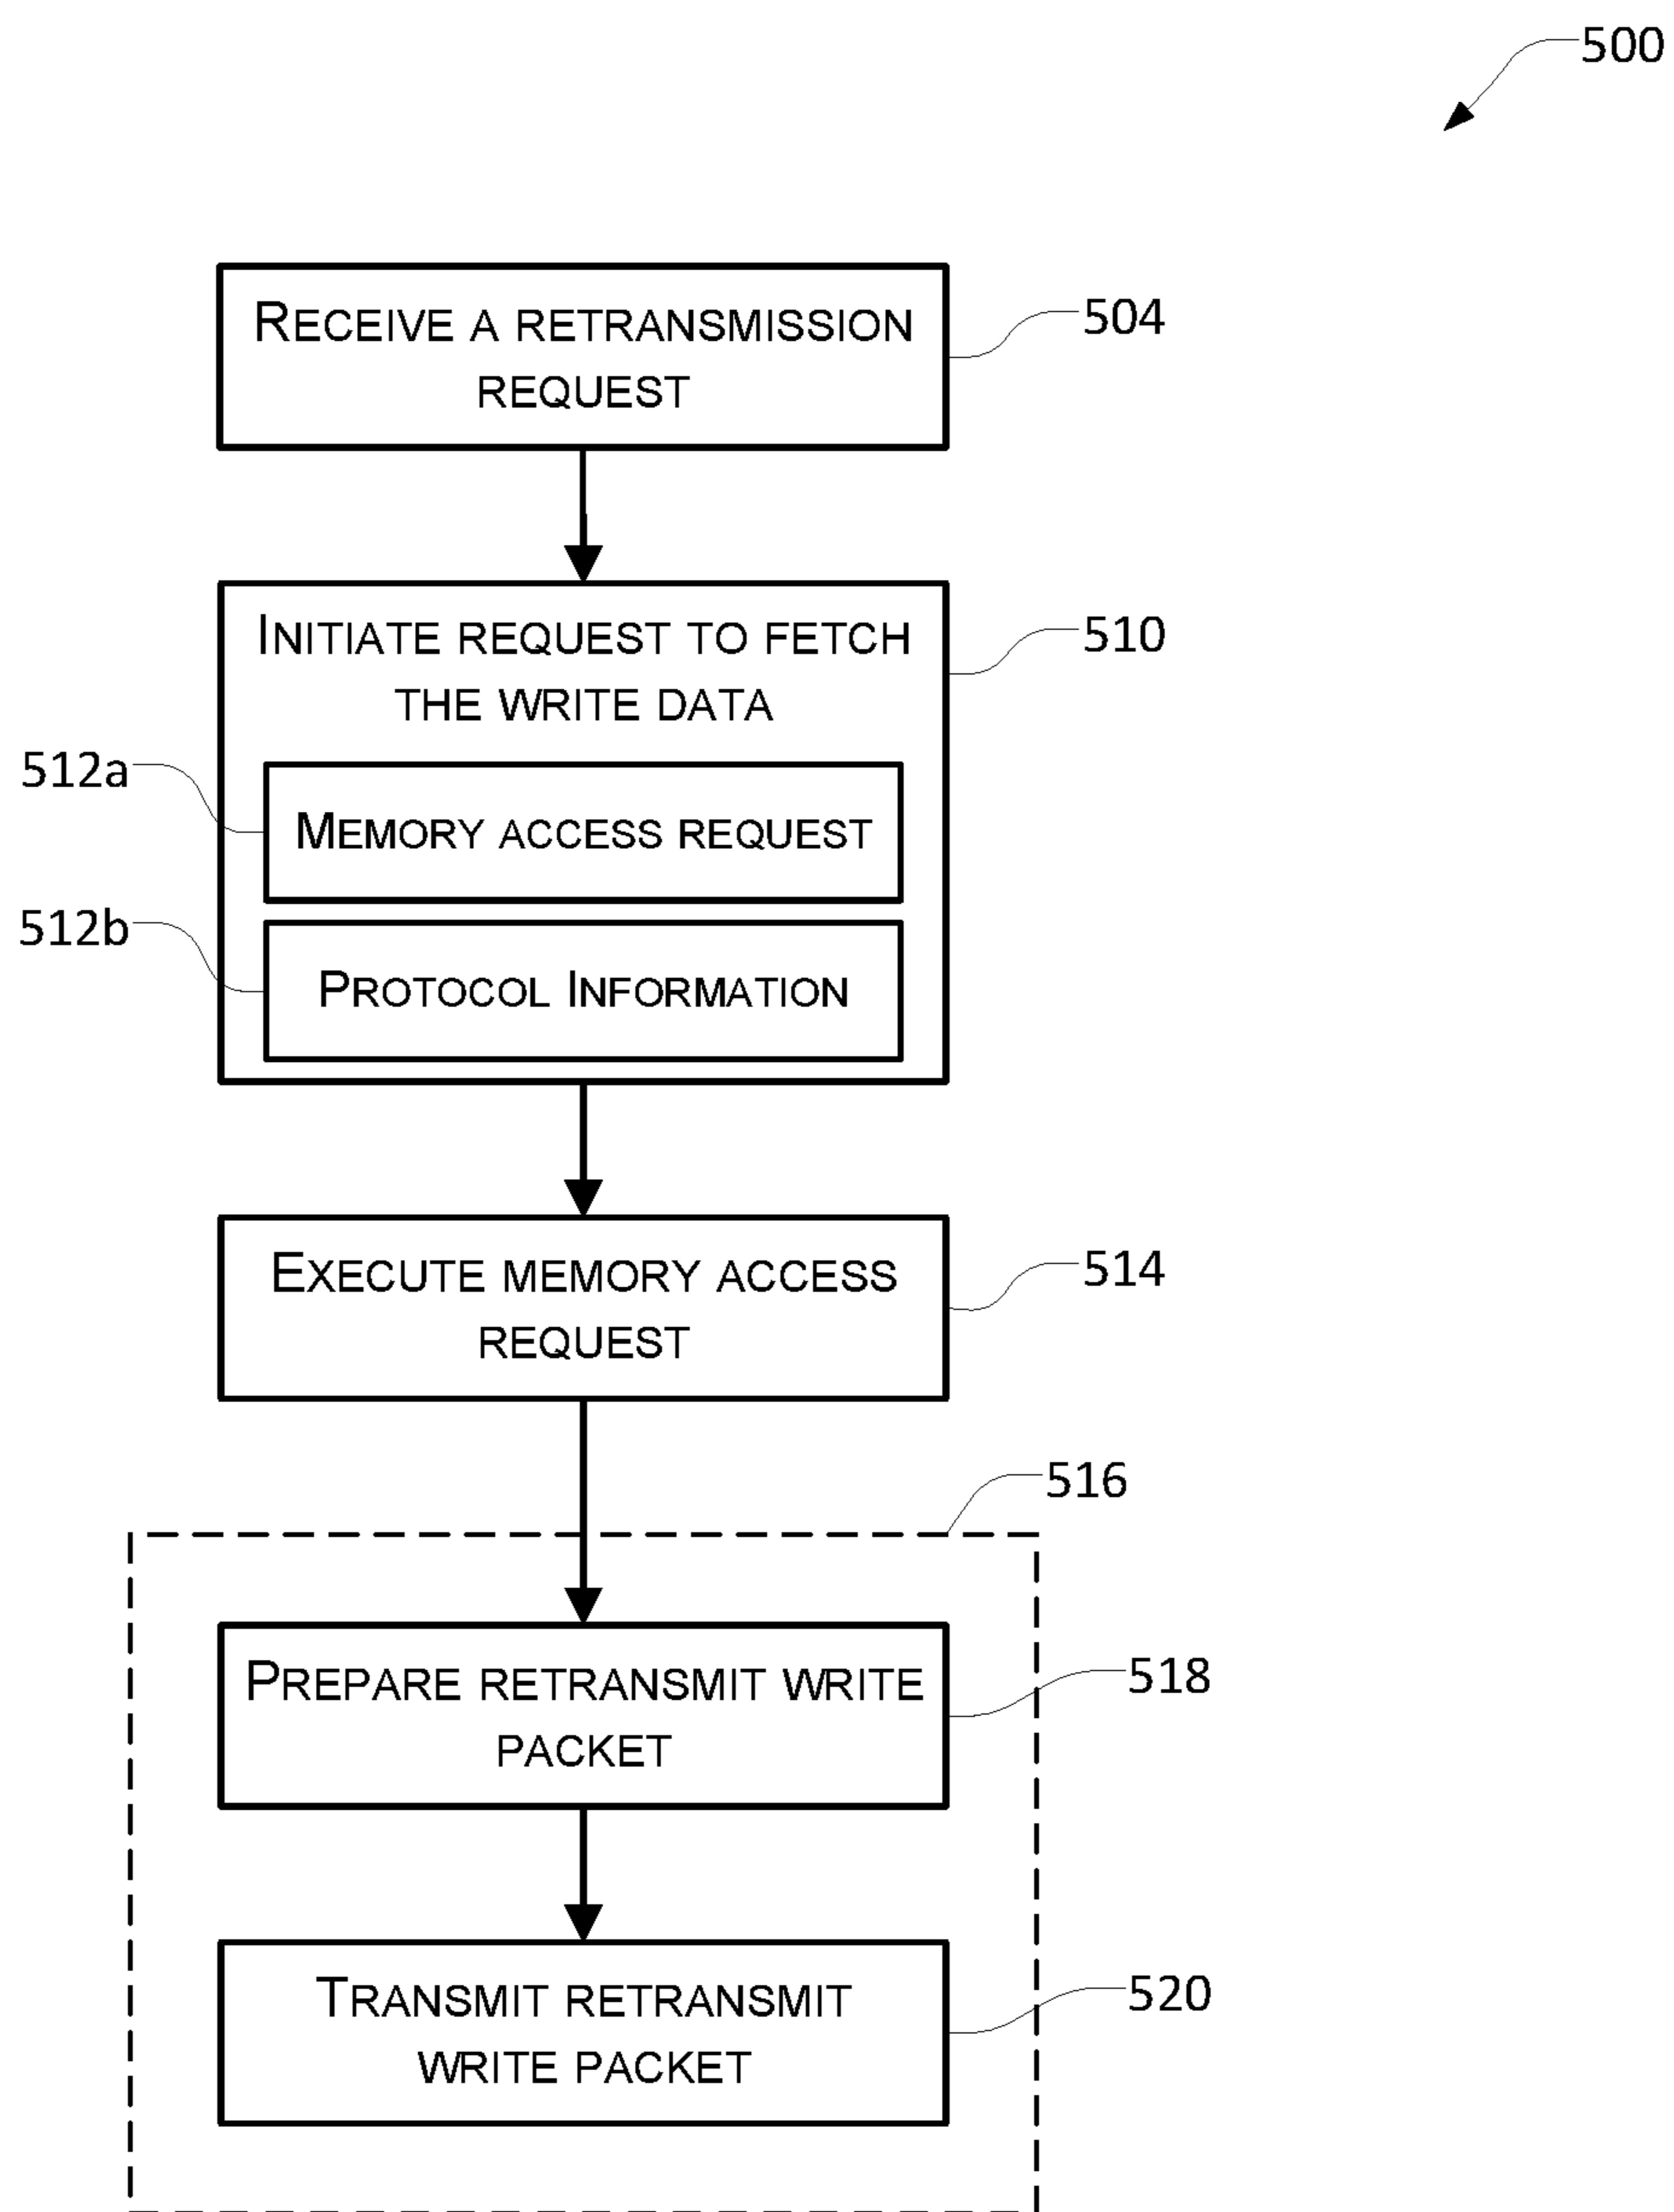 500
RECEIVE A RETRANSMISSION
REQUEST
504
INITIATE REQUEST TO FETCH
THE WRITE DATA
510
512a
MEMORY ACCESS REQUEST
512b
PROTOCOL INFORMATION
EXECUTE MEMORY ACCESS
REQUEST
514
516
PREPARE RETRANSMIT WRITE
PACKET
518
TRANSMIT RETRANSMIT
WRITE PACKET
520